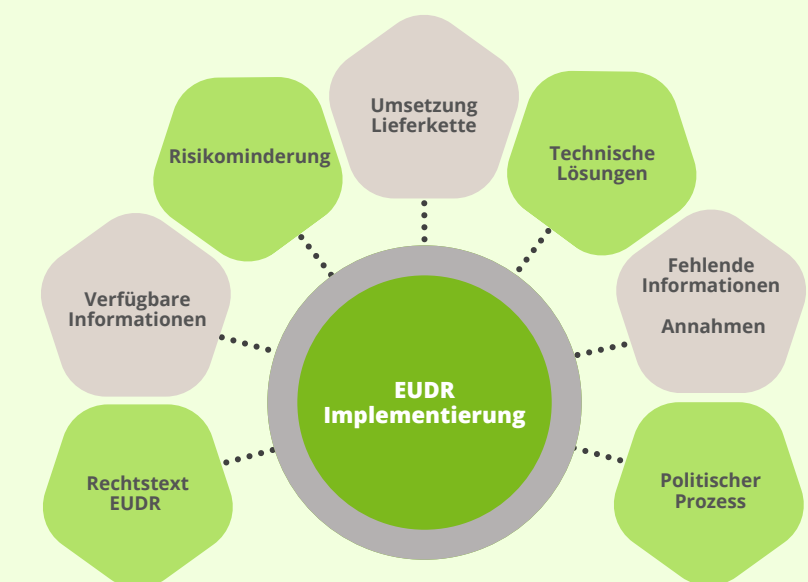 Umsetzung
Lieferkette
Risikominderung
Technische
Lösungen
Verfügbare
Informationen
Fehlende
Informationen
Annahmen
EUDR
Implementierung
Rechtstext
EUDR
Politischer
Prozess